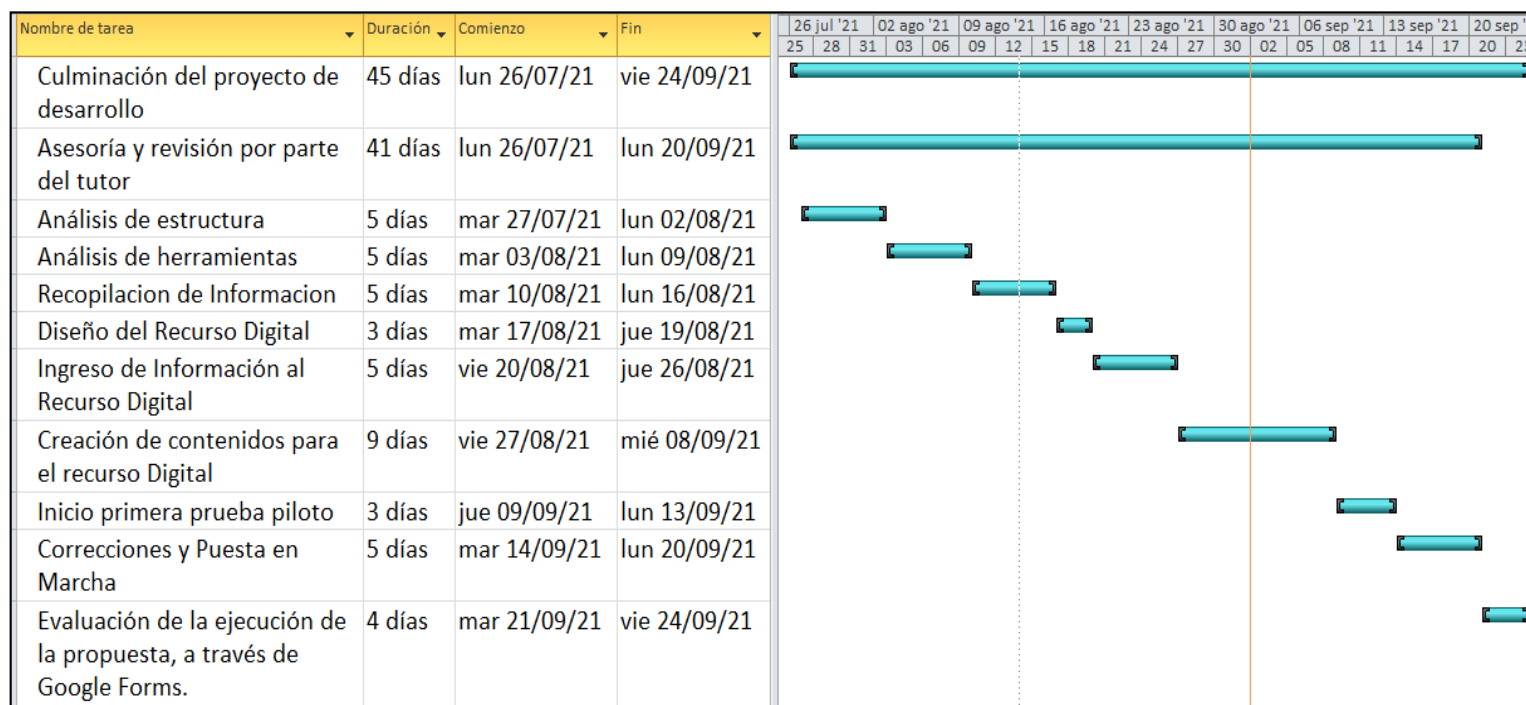 Nombre de tarea Duración Comienzo Fin 26 jul '21 02 ago '21 09 ago '21 16 ago '21 23 ago '21 30 ago '21 06 sep '21 13 sep '21 20 sep '
25 28 31 03 06 09 12 15 18 21 24 27 30 02 05 08 11 14 17 20
Culminación del proyecto de 45 días lun 26/07/21 vie 24/09/21
desarrollo
Asesoría y revisión por parte 41 días lun 26/07/21 lun 20/09/21
del tutor
Análisis de estructura 5 días mar 27/07/21 lun 02/08/21
Análisis de herramientas 5 días mar 03/08/21 lun 09/08/21
Recopilacion de Informacion 5 días mar 10/08/21 lun 16/08/21
Diseño del Recurso Digital 3 días mar 17/08/21 jue 19/08/21
Ingreso de Información al 5 días vie 20/08/21 jue 26/08/21
Recurso Digital
Creación de contenidos para 9 días vie 27/08/21 mié 08/09/21
el recurso Digital
Inicio primera prueba piloto 3 días jue 09/09/21 lun 13/09/21
Correcciones y Puesta en 5 días mar 14/09/21 lun 20/09/21
Marcha
Evaluación de la ejecución de 4 días mar 21/09/21 vie 24/09/21
la propuesta, a través de
Google Forms.